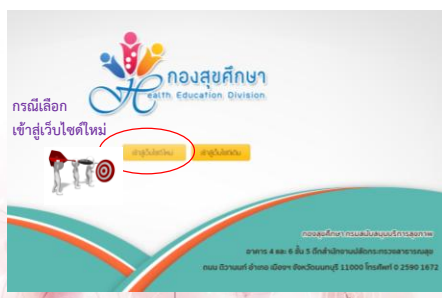 กองสุขศึกษา
Health Education Division
กรณีเลือก
เข้าสู่เว็บไซต์ใหม่
เข้าสู่เว็บไซต์ใหม่ เข้าสู่เว็บไซต์เดิม
กองสุขศึกษา กรมสนับสนุนบริการสุขภาพ
อาคาร 4 และ 6 ชั้น 5 ตึกสำนักงานปลัดกระทรวงสาธารณสุข
ถนน ติวานนท์ อำเภอ เมืองฯ จังหวัดนนทบุรี 11000 โทรศัพท์ 0 2590 1672